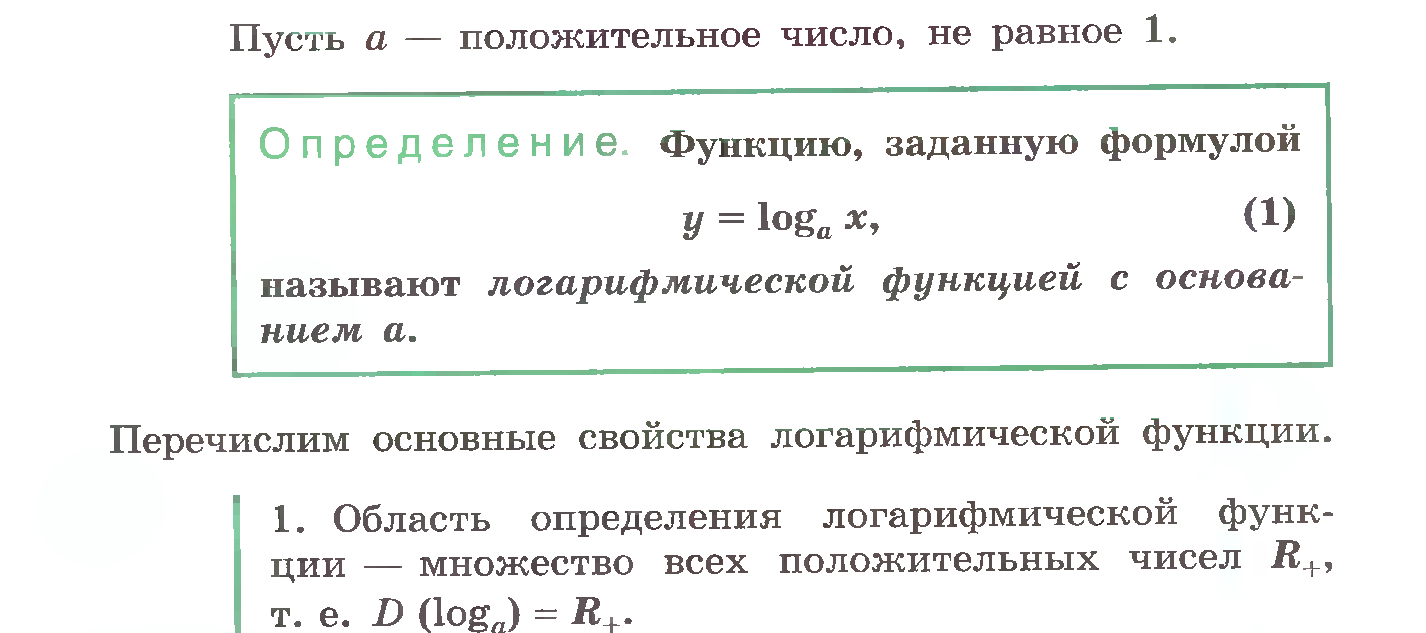 Пусть a — положительное число, не равное 1.
Определение. Функцию, заданную формулой
y = logₐ x, (1)
называют логарифмической функцией с основа-
нием a.
Перечислим основные свойства логарифмической функции.
1. Область определения логарифмической функ-
ции — множество всех положительных чисел R₊,
т. е. D (logₐ) = R₊.